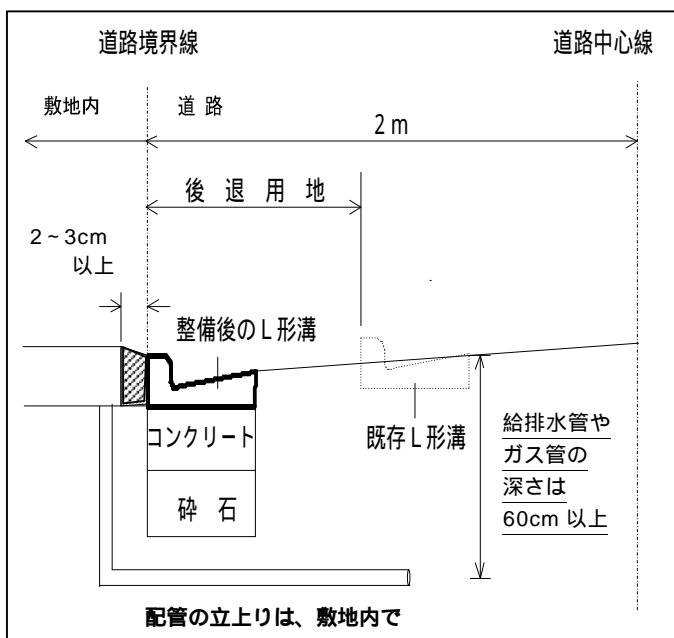 道路境界線
道路中心線
敷地内
道 路
2m
後 退 用 地
2~3cm
以上
整備後のL形溝
コンクリート
既存L形溝
砕 石
給排水管や
ガス管の
深さは
60cm 以上
配管の立上りは、敷地内で